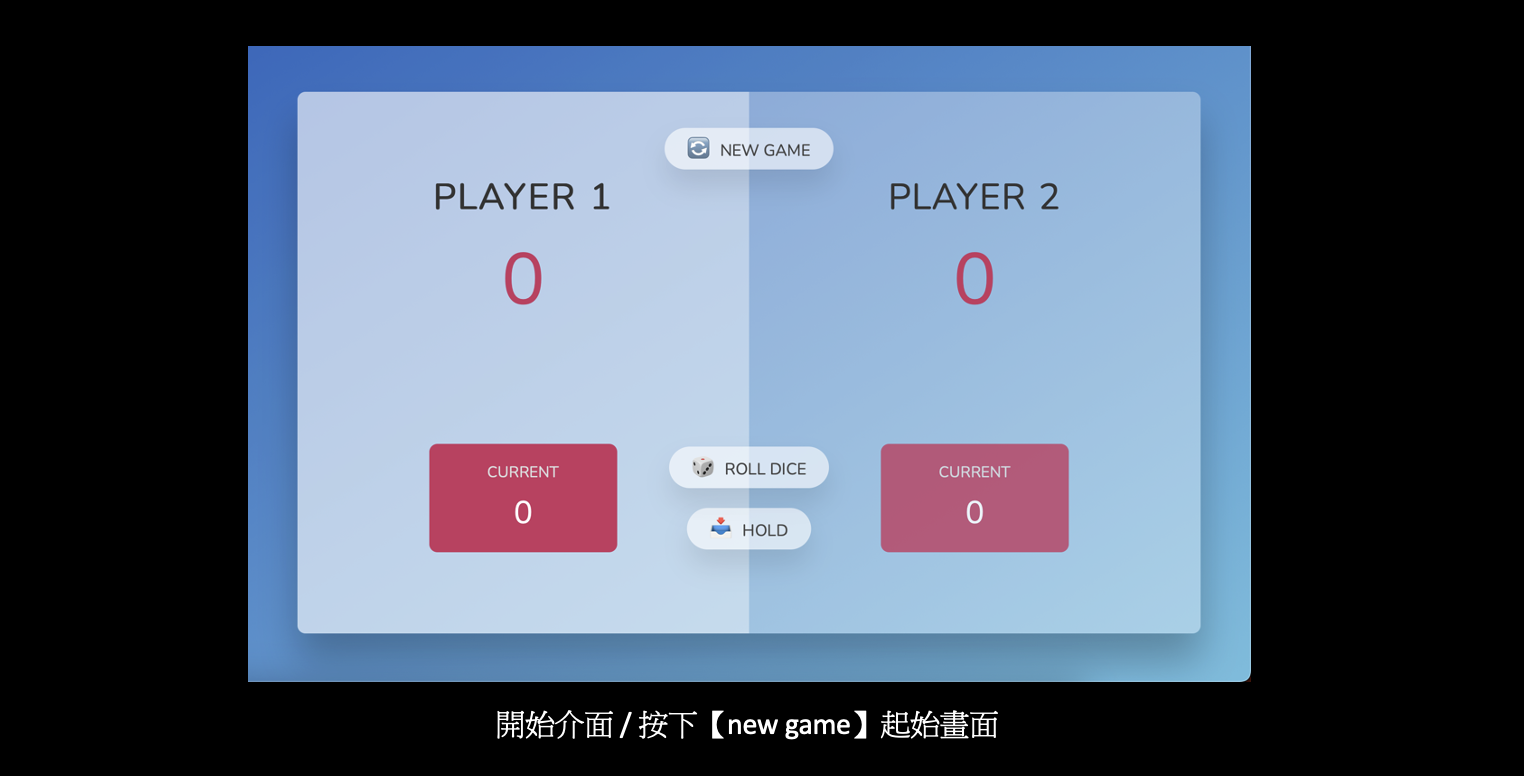 NEW GAME
PLAYER 1
PLAYER 2
0
0
CURRENT
0
ROLL DICE
HOLD
CURRENT
0
開始介面 / 按下【new game】起始畫面